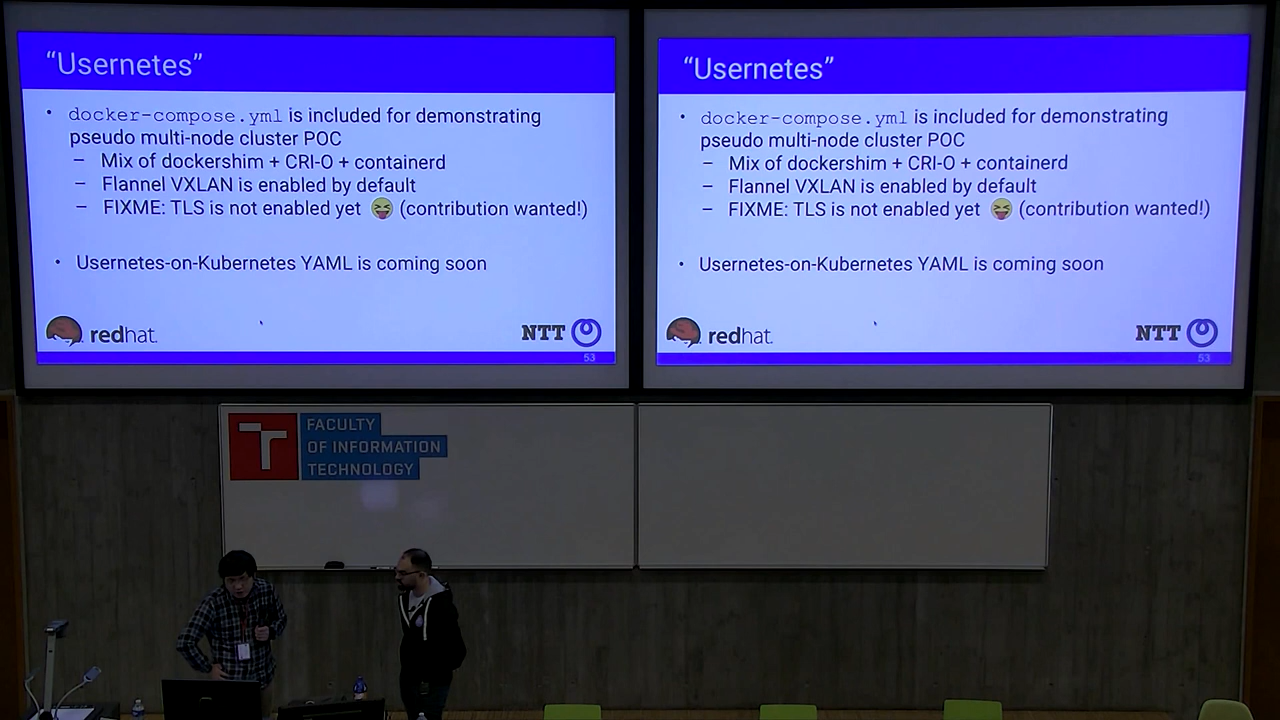 “Usernetes”
• docker-compose.yml is included for demonstrating
pseudo multi-node cluster POC
– Mix of dockershim + CRI-O + containerd
– Flannel VXLAN is enabled by default
– FIXME: TLS is not enabled yet 😝 (contribution wanted!)
• Usernetes-on-Kubernetes YAML is coming soon
redhat.
NTT
53
“Usernetes”
• docker-compose.yml is included for demonstrating
pseudo multi-node cluster POC
– Mix of dockershim + CRI-O + containerd
– Flannel VXLAN is enabled by default
– FIXME: TLS is not enabled yet 😝 (contribution wanted!)
• Usernetes-on-Kubernetes YAML is coming soon
redhat.
NTT
53
T
FACULTY
OF INFORMATION
TECHNOLOGY